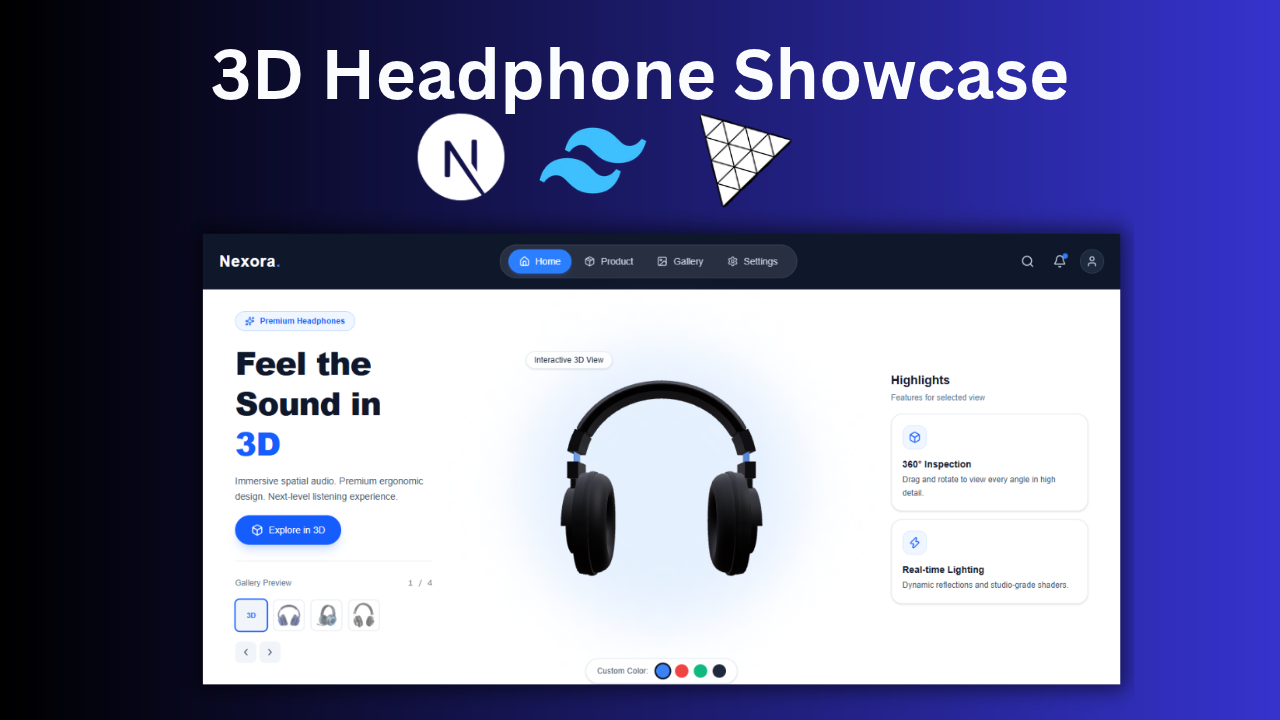 3D Headphone Showcase
Nexora.
Home
Product
Gallery
Settings
Premium Headphones
Feel the
Sound in
3D
Immersive spatial audio. Premium ergonomic
design. Next-level listening experience.
Explore in 3D
Gallery Preview
1 / 4
3D
Interactive 3D View
Custom Color:
Highlights
Features for selected view
360° Inspection
Drag and rotate to view every angle in high
detail.
Real-time Lighting
Dynamic reflections and studio-grade shaders.